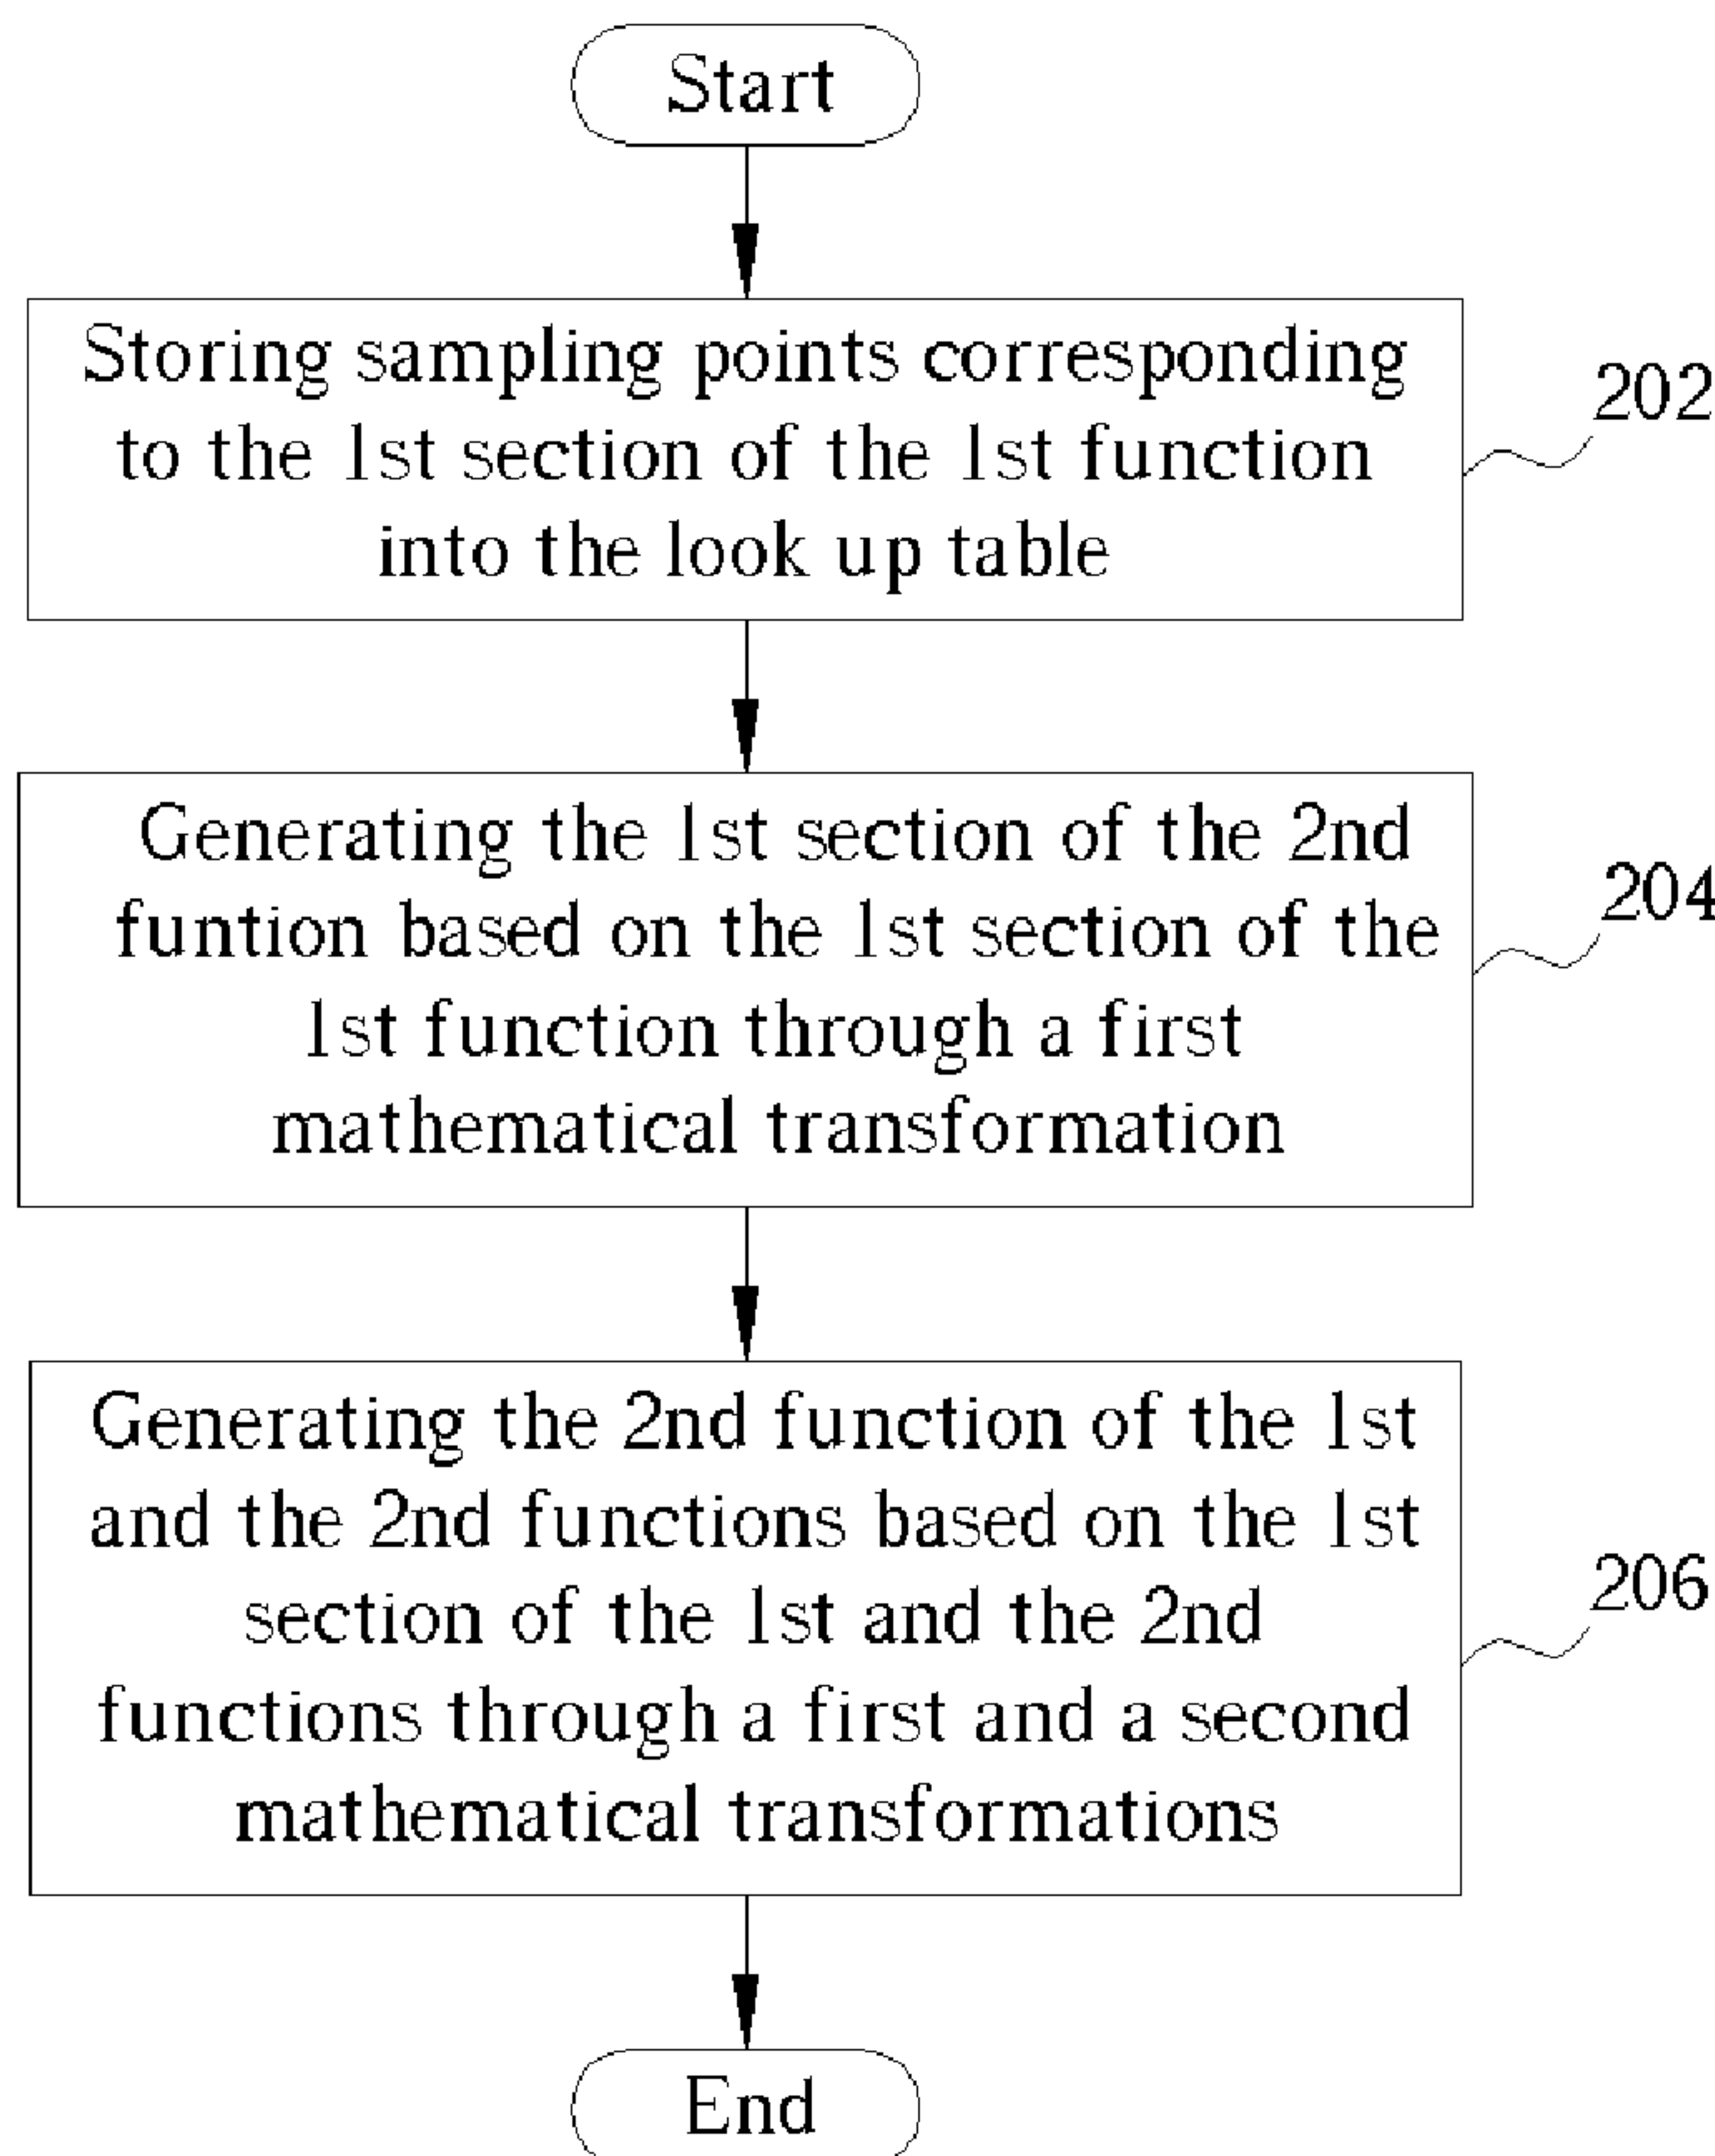 Start
Storing sampling points corresponding
to the 1st section of the 1st function
into the look up table
202
Generating the 1st section of the 2nd
funtion based on the 1st section of the
1st function through a first
mathematical transformation
204
Generating the 2nd function of the 1st
and the 2nd functions based on the 1st
section of the 1st and the 2nd
functions through a first and a second
mathematical transformations
206
End